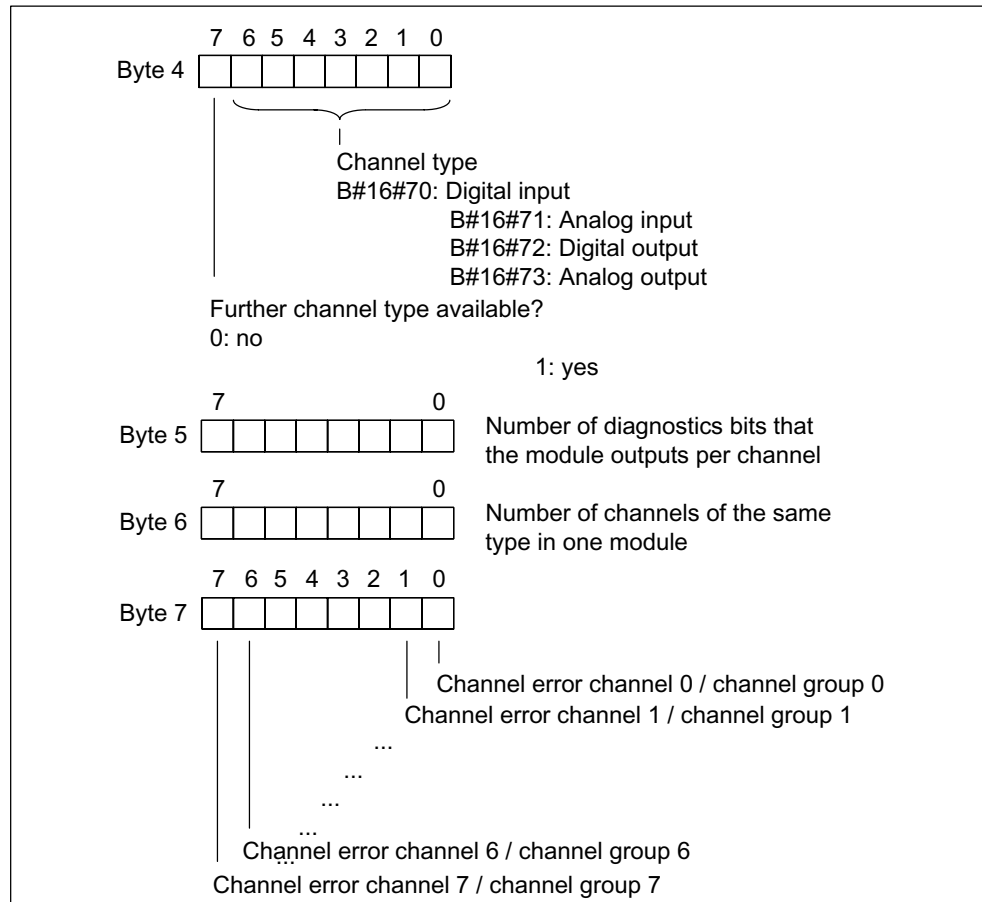 7 6 5 4 3 2 1 0
Byte 4
Channel type
B#16#70: Digital input
B#16#71: Analog input
B#16#72: Digital output
B#16#73: Analog output
Further channel type available?
0: no
1: yes
7 0
Byte 5
Number of diagnostics bits that
the module outputs per channel
7 0
Byte 6
Number of channels of the same
type in one module
7 6 5 4 3 2 1 0
Byte 7
Channel error channel 0 / channel group 0
Channel error channel 1 / channel group 1
...
...
...
...
Channel error channel 6 / channel group 6
...
Channel error channel 7 / channel group 7